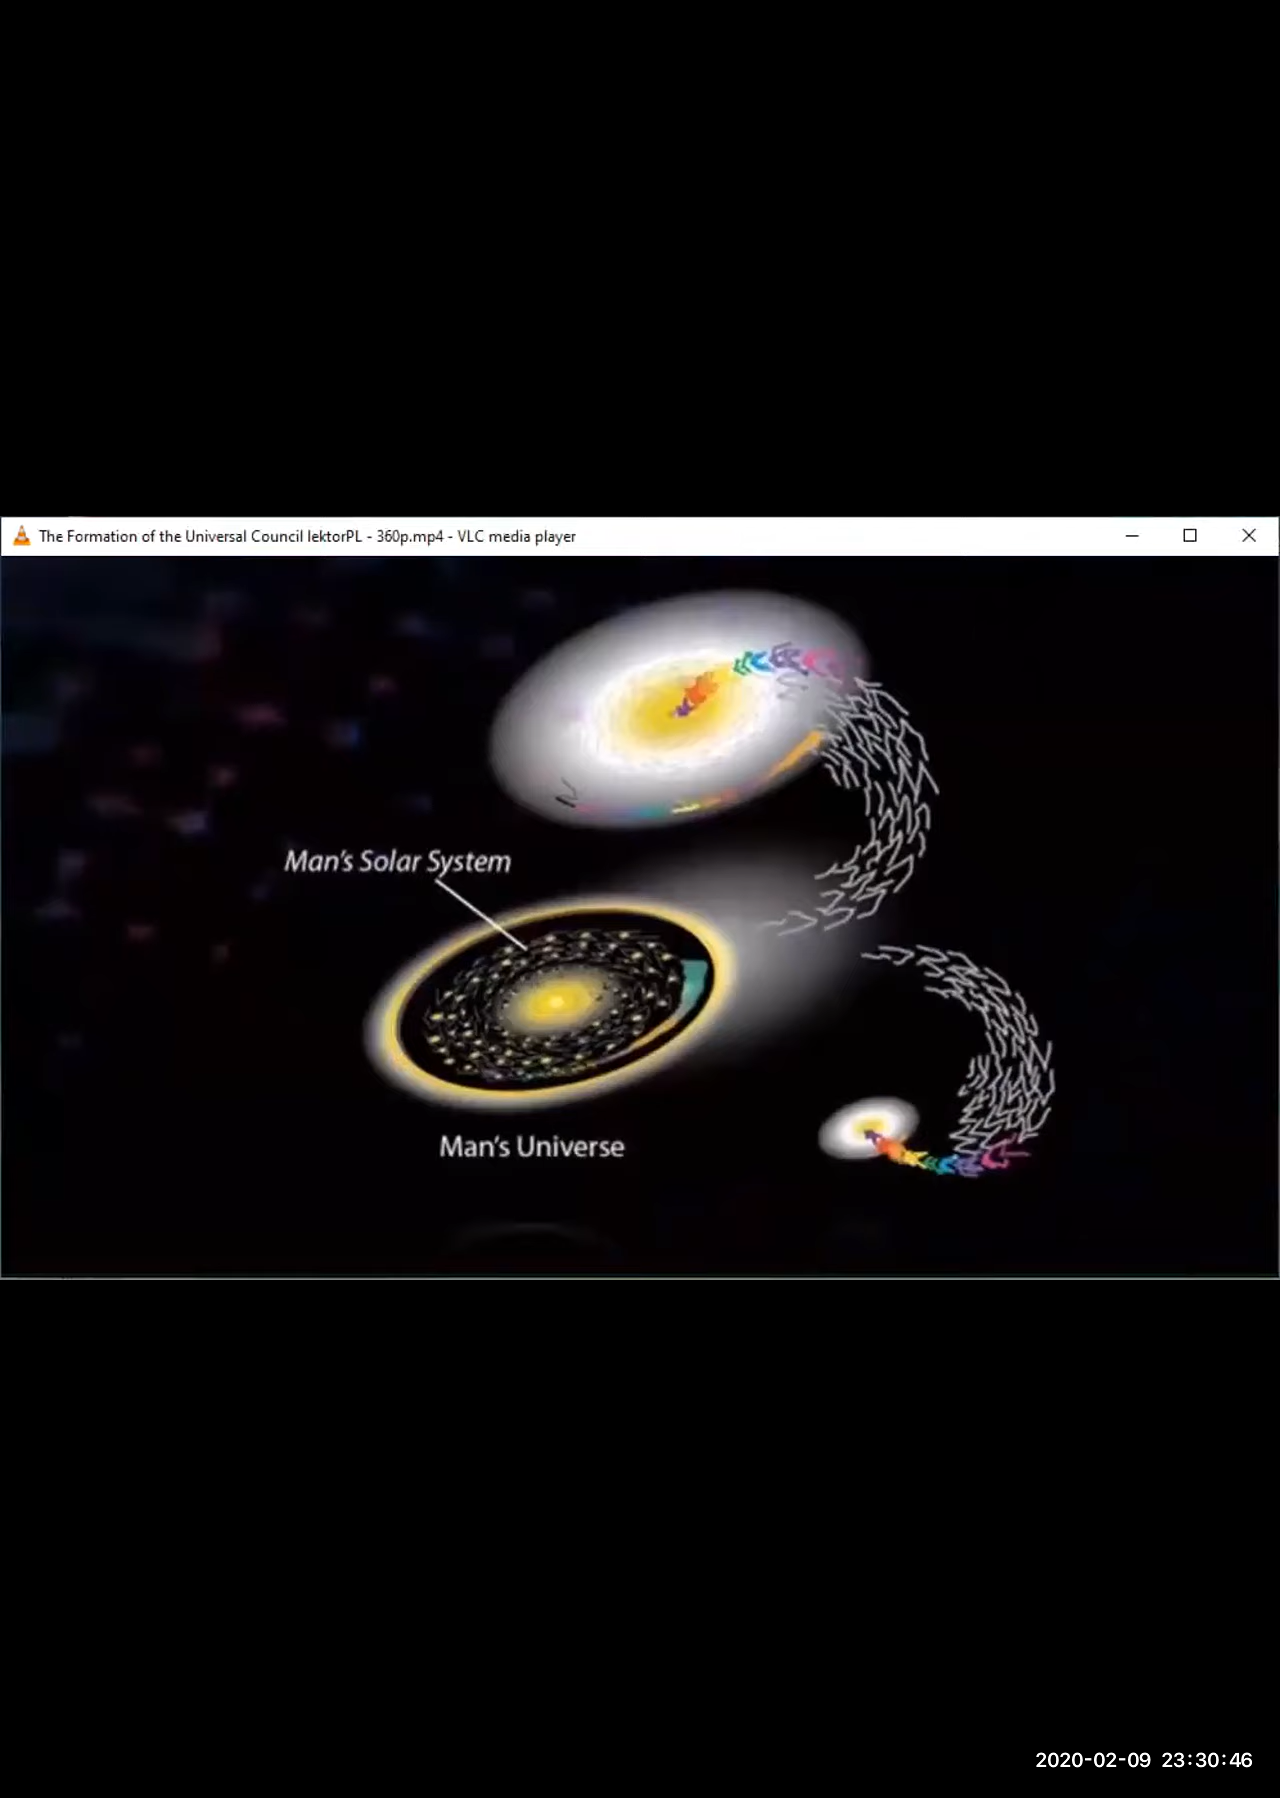 The Formation of the Universal Council lektorPL - 360p.mp4 - VLC media player
Man's Solar System
Man's Universe
2020-02-09 23:30:46